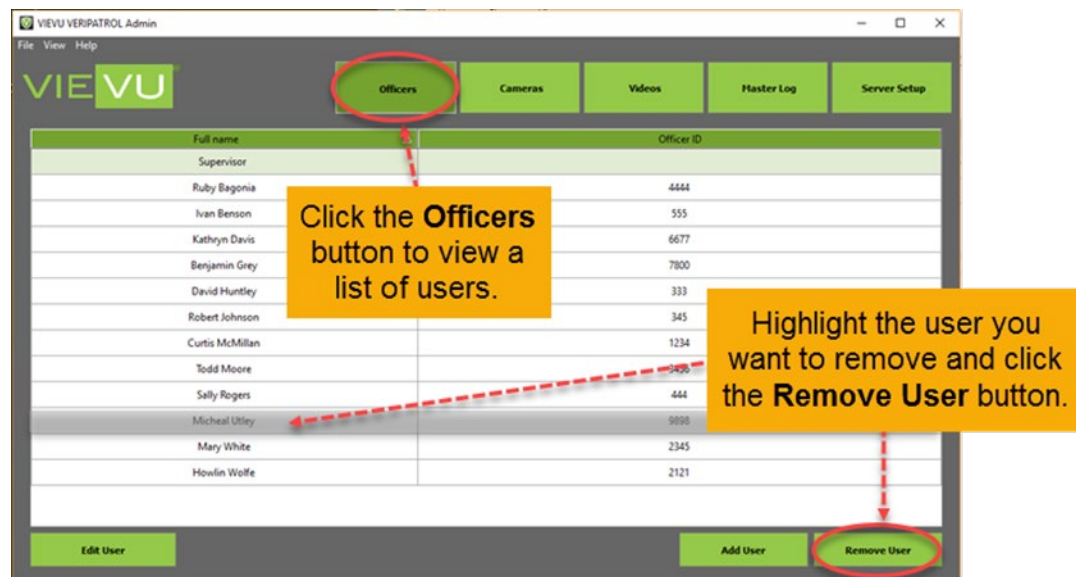 VIEVU VERIPATROL Admin
File View Help
VIEVU
Officers Cameras Videos Master Log Server Setup
Full name Officer ID
Supervisor
Ruby Bagonia 4444
Ivan Benson 555
Kathryn Davis 6677
Benjamin Grey 7800
David Huntley 333
Robert Johnson 345
Curtis McMillan 1234
Todd Moore
Sally Rogers 444
Micheal Utley 9898
Mary White 2345
Howlin Wolfe 2121
Click the Officers
button to view a
list of users.
Highlight the user you
want to remove and click
the Remove User button.
Edit User Add User Remove User